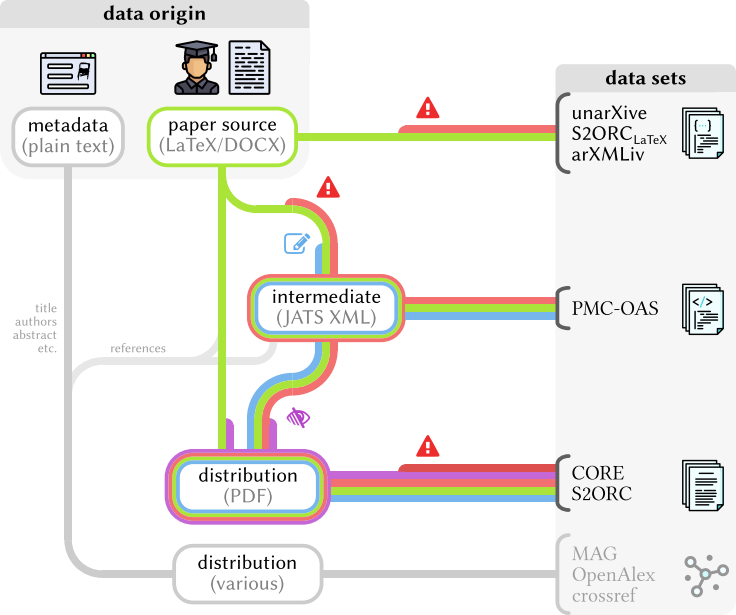 data origin
metadata
(plain text)
paper source
(LaTeX/DOCX)
data sets
unarXive
S2ORCLaTeX
arXMLiv
{...}
intermediate
(JATS XML)
PMC-OAS
</>
title
authors
abstract
etc.
references
distribution
(PDF)
CORE
S2ORC
distribution
(various)
MAG
OpenAlex
crossref